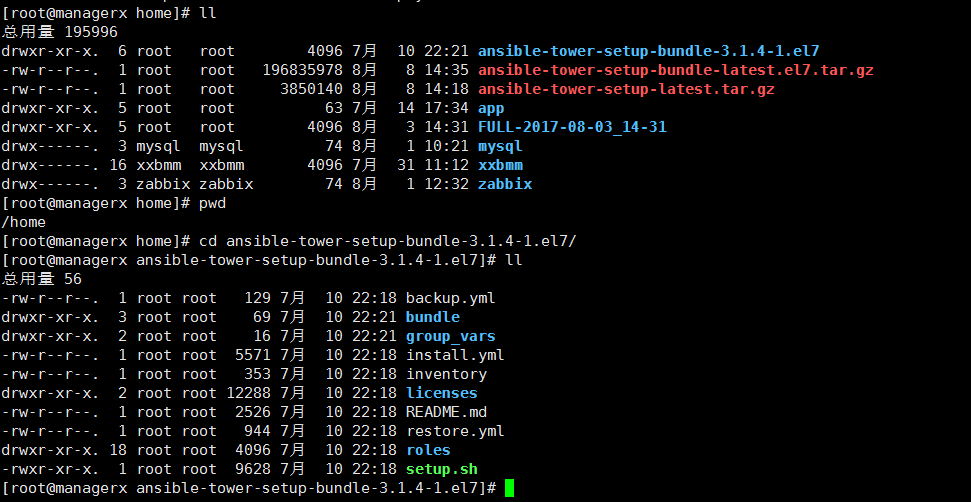 [root@managerx home]# ll
总用量 195996
drwxr-xr-x.  6 root   root        4096 7月  10 22:21 ansible-tower-setup-bundle-3.1.4-1.el7
-rw-r--r--.  1 root   root   196835978 8月   8 14:35 ansible-tower-setup-bundle-latest.el7.tar.gz
-rw-r--r--.  1 root   root     3850140 8月   8 14:18 ansible-tower-setup-latest.tar.gz
drwxr-xr-x.  5 root   root          63 7月  14 17:34 app
drwxr-xr-x.  5 root   root        4096 8月   3 14:31 FULL-2017-08-03_14-31
drwx------.  3 mysql  mysql         74 8月   1 10:21 mysql
drwx------. 16 xxbmm  xxbmm       4096 7月  31 11:12 xxbmm
drwx------.  3 zabbix zabbix        74 8月   1 12:32 zabbix
[root@managerx home]# pwd
/home
[root@managerx home]# cd ansible-tower-setup-bundle-3.1.4-1.el7/
[root@managerx ansible-tower-setup-bundle-3.1.4-1.el7]# ll
总用量 56
-rw-r--r--.  1 root root   129 7月  10 22:18 backup.yml
drwxr-xr-x.  3 root root    69 7月  10 22:21 bundle
drwxr-xr-x.  2 root root    16 7月  10 22:21 group_vars
-rw-r--r--.  1 root root  5571 7月  10 22:18 install.yml
-rw-r--r--.  1 root root   353 7月  10 22:18 inventory
drwxr-xr-x.  2 root root 12288 7月  10 22:18 licenses
-rw-r--r--.  1 root root  2526 7月  10 22:18 README.md
-rw-r--r--.  1 root root   944 7月  10 22:18 restore.yml
drwxr-xr-x. 18 root root  4096 7月  10 22:18 roles
-rwxr-xr-x.  1 root root  9628 7月  10 22:18 setup.sh
[root@managerx ansible-tower-setup-bundle-3.1.4-1.el7]#